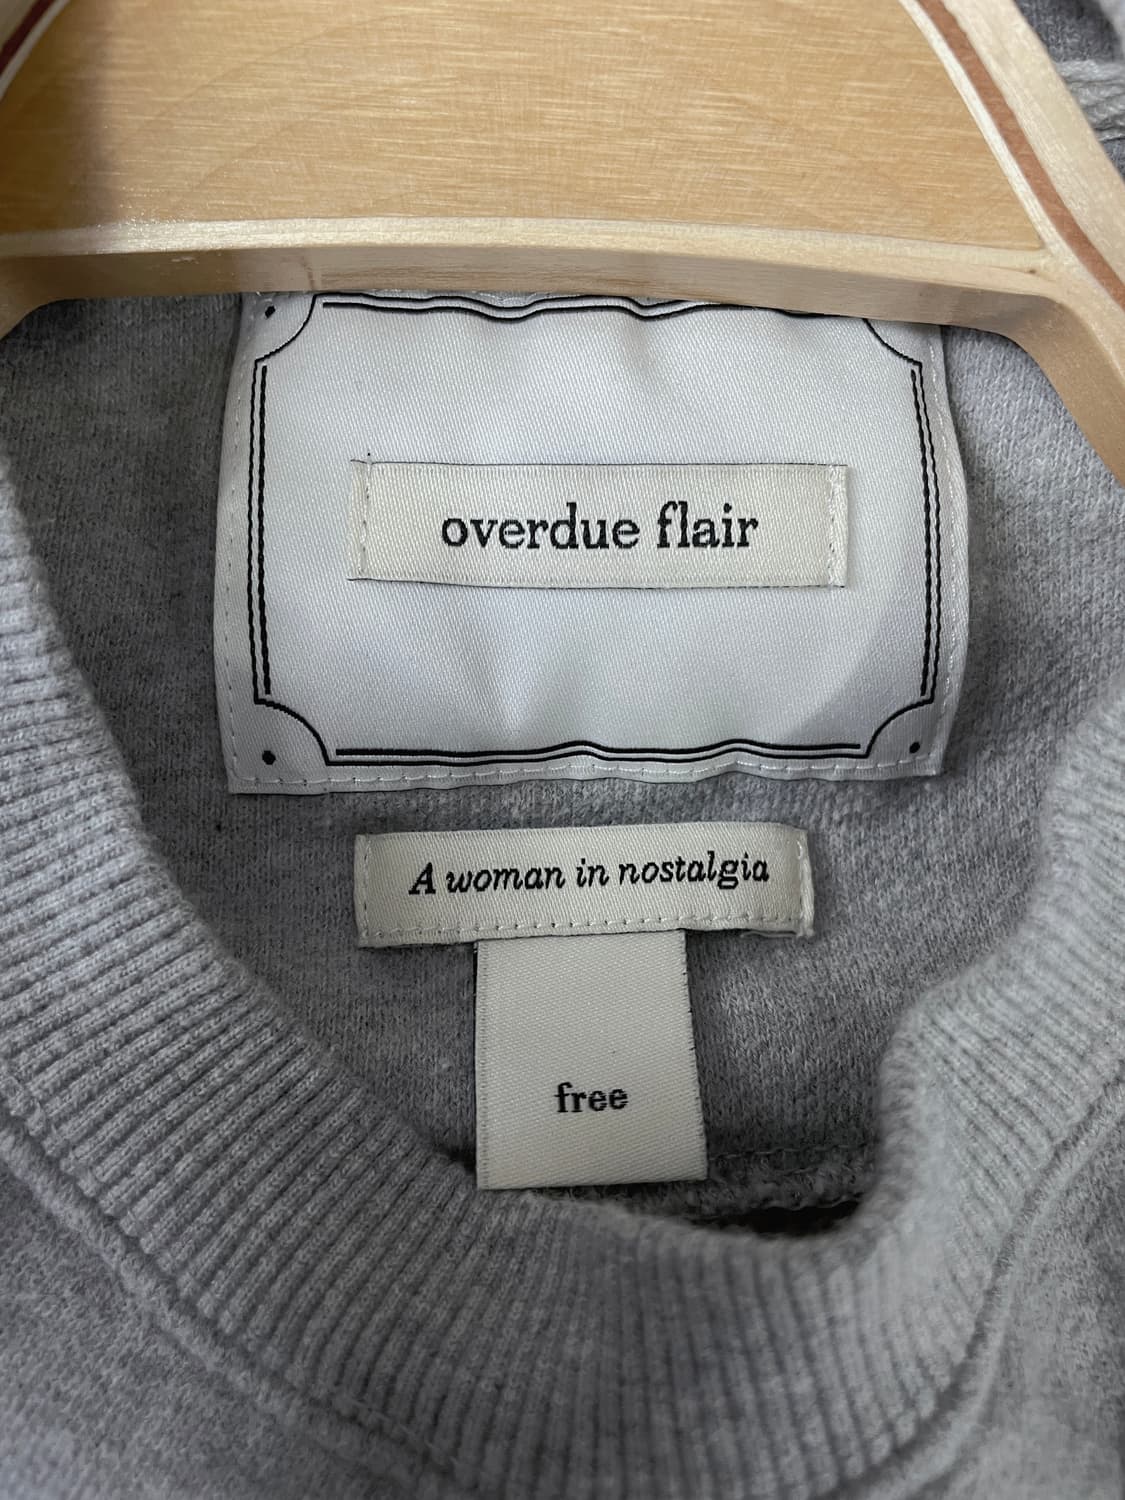 overdue flair
A woman in nostalgia
free